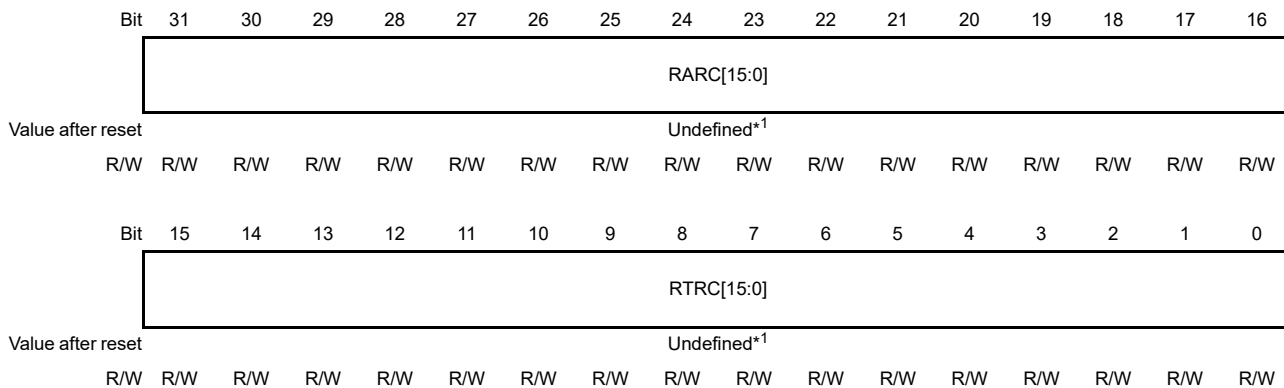 Bit 31 30 29 28 27 26 25 24 23 22 21 20 19 18 17 16
RARC[15:0]
Value after reset Undefined*1
R/W R/W R/W R/W R/W R/W R/W R/W R/W R/W R/W R/W R/W R/W R/W R/W R/W
Bit 15 14 13 12 11 10 9 8 7 6 5 4 3 2 1 0
RTRC[15:0]
Value after reset Undefined*1
R/W R/W R/W R/W R/W R/W R/W R/W R/W R/W R/W R/W R/W R/W R/W R/W R/W